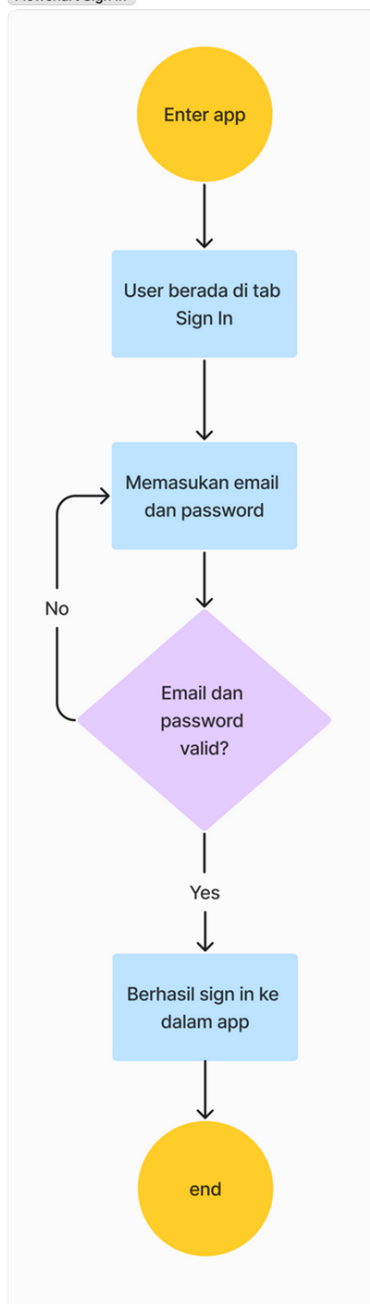 Enter app
User berada di tab
Sign In
Memasukan email
dan password
No
Email dan
password
valid?
Yes
Berhasil sign in ke
dalam app
end